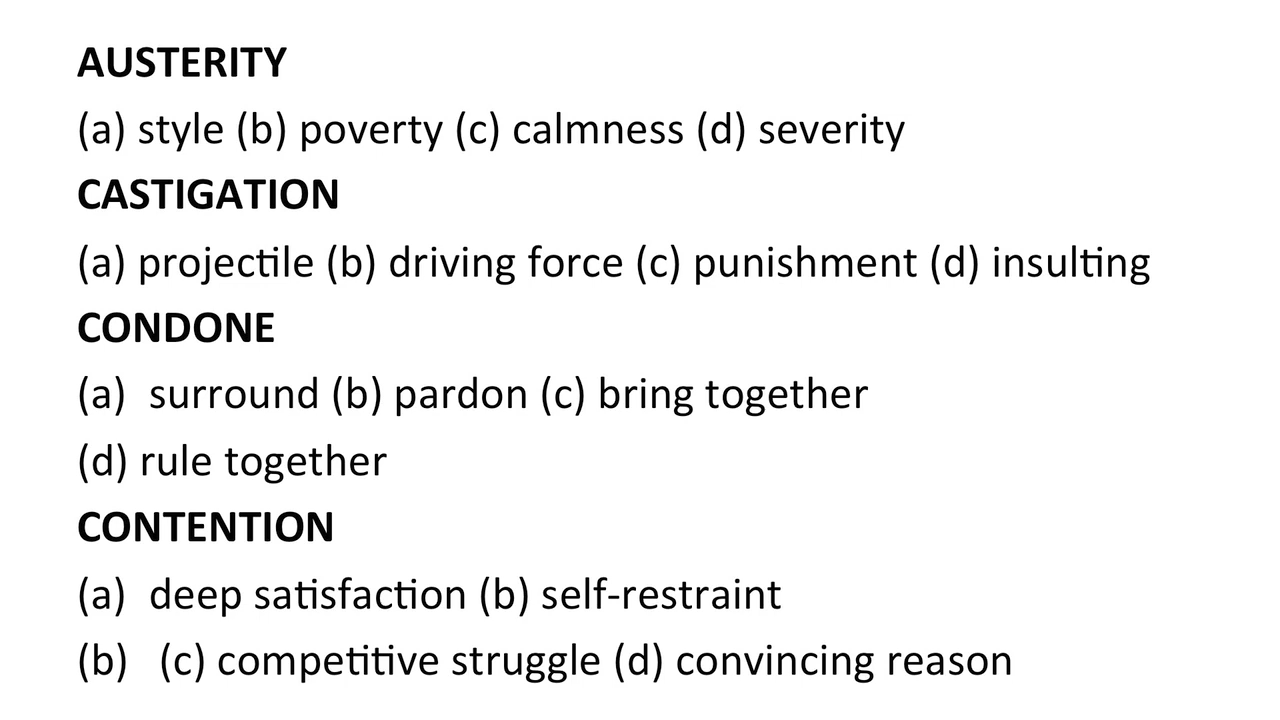 AUSTERITY
(a) style (b) poverty (c) calmness (d) severity
CASTIGATION
(a) projectile (b) driving force (c) punishment (d) insulting
CONDONE
(a) surround (b) pardon (c) bring together
(d) rule together
CONTENTION
(a) deep satisfaction (b) self-restraint
(b) (c) competitive struggle (d) convincing reason